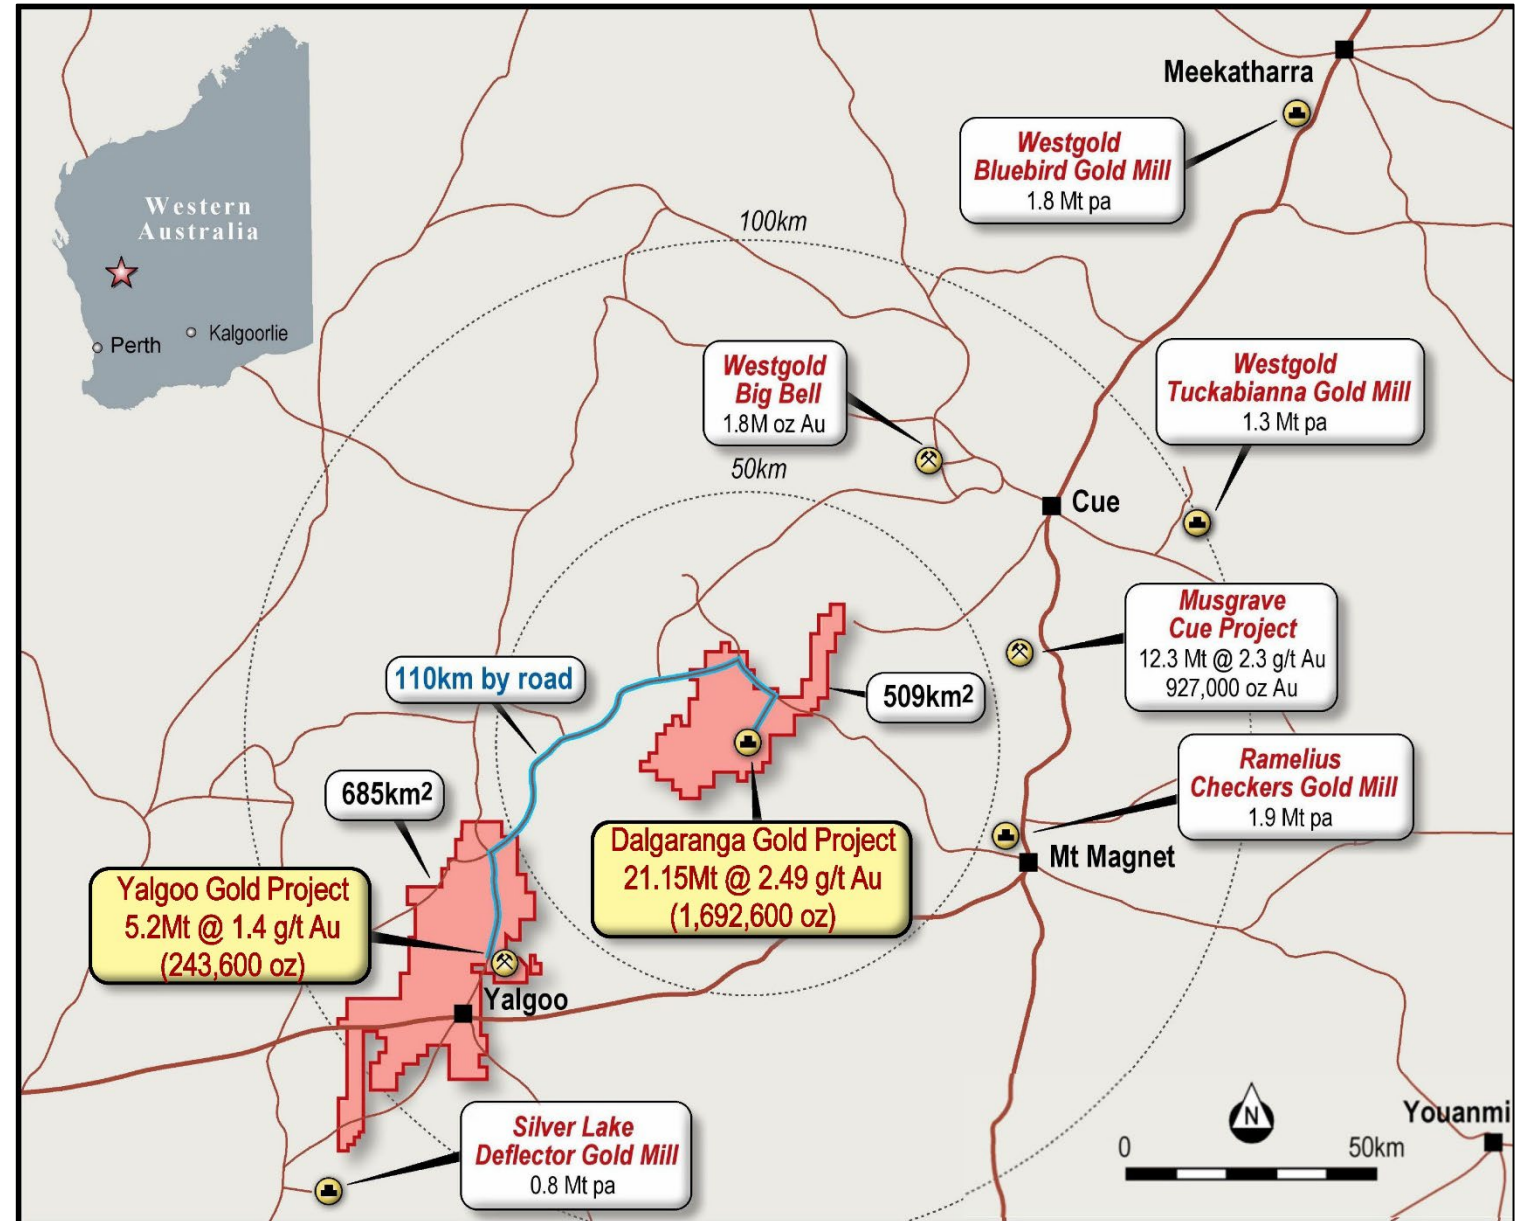 Meekatharra
Westgold
Bluebird Gold Mill
1.8 Mt pa
Western
Australia
100km
Perth
Kalgoorlie
Westgold
Big Bell
1.8M oz Au
Westgold
Tuckabianna Gold Mill
1.3 Mt pa
50km
Cue
Musgrave
Cue Project
12.3 Mt @ 2.3 g/t Au
927,000 oz Au
110km by road
509km2
685km2
Ramelius
Checkers Gold Mill
1.9 Mt pa
Dalgaranga Gold Project
21.15Mt @ 2.49 g/t Au
(1,692,600 oz)
Mt Magnet
Yalgoo Gold Project
5.2Mt @ 1.4 g/t Au
(243,600 oz)
Yalgoo
Silver Lake
Deflector Gold Mill
0.8 Mt pa
N
0
50km
Youanmi